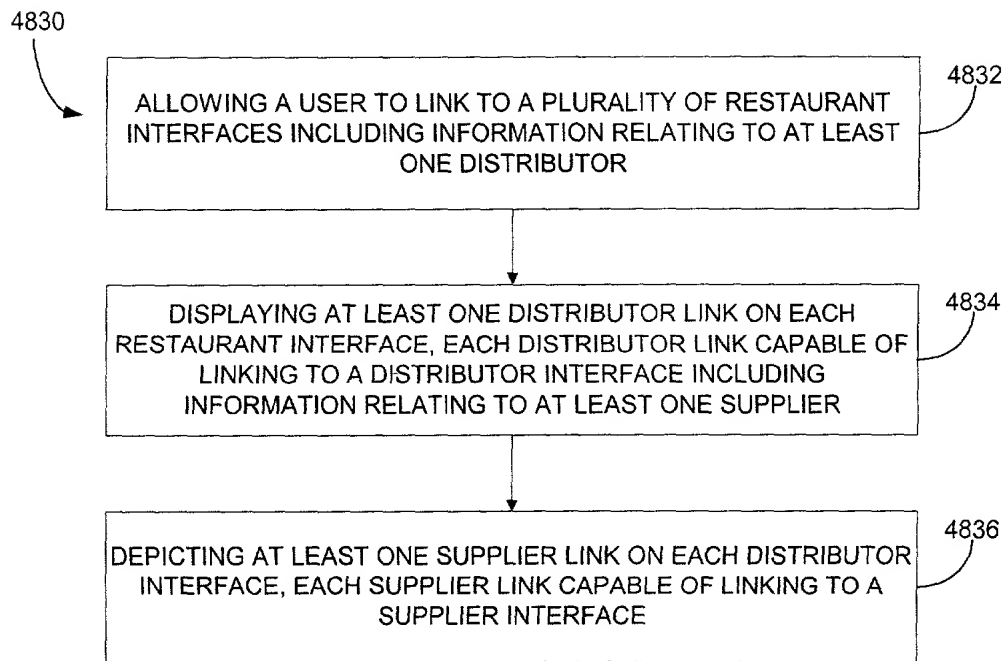 4830
4832
ALLOWING A USER TO LINK TO A PLURALITY OF RESTAURANT
INTERFACES INCLUDING INFORMATION RELATING TO AT LEAST
ONE DISTRIBUTOR
4834
DISPLAYING AT LEAST ONE DISTRIBUTOR LINK ON EACH
RESTAURANT INTERFACE, EACH DISTRIBUTOR LINK CAPABLE OF
LINKING TO A DISTRIBUTOR INTERFACE INCLUDING
INFORMATION RELATING TO AT LEAST ONE SUPPLIER
4836
DEPICTING AT LEAST ONE SUPPLIER LINK ON EACH DISTRIBUTOR
INTERFACE, EACH SUPPLIER LINK CAPABLE OF LINKING TO A
SUPPLIER INTERFACE